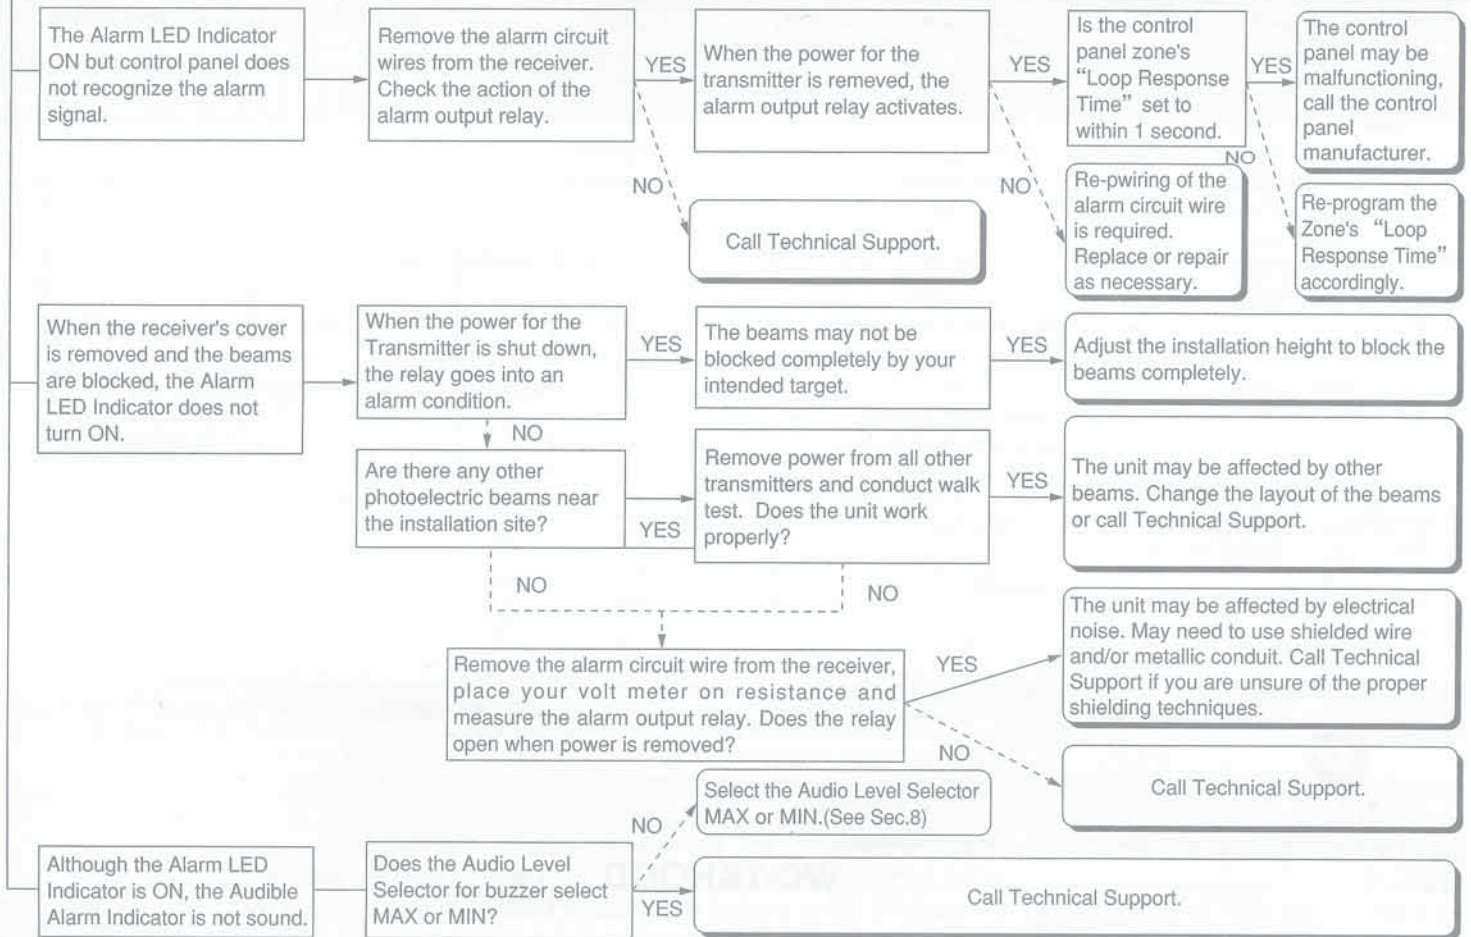 The Alarm LED Indicator
ON but control panel does
not recognize the alarm
signal.
Remove the alarm circuit
wires from the receiver.
Check the action of the
alarm output relay.
YES
NO
When the power for the
transmitter is remeved, the
alarm output relay activates.
YES
NO
Is the control
panel zone's
“Loop Response
Time” set to
within 1 second.
YES
NO
The control
panel may be
malfunctioning,
call the control
panel
manufacturer.
Call Technical Support.
Re-pwiring of the
alarm circuit wire
is required.
Replace or repair
as necessary.
Re-program the
Zone's “Loop
Response Time”
accordingly.
When the receiver's cover
is removed and the beams
are blocked, the Alarm
LED Indicator does not
turn ON.
When the power for the
Transmitter is shut down,
the relay goes into an
alarm condition.
YES
NO
The beams may not be
blocked completely by your
intended target.
YES
Adjust the installation height to block the
beams completely.
Are there any other
photoelectric beams near
the installation site?
YES
NO
Remove power from all other
transmitters and conduct walk
test. Does the unit work
properly?
YES
NO
The unit may be affected by other
beams. Change the layout of the beams
or call Technical Support.
Remove the alarm circuit wire from the receiver,
place your volt meter on resistance and
measure the alarm output relay. Does the relay
open when power is removed?
YES
NO
The unit may be affected by electrical
noise. May need to use shielded wire
and/or metallic conduit. Call Technical
Support if you are unsure of the proper
shielding techniques.
Call Technical Support.
Although the Alarm LED
Indicator is ON, the Audible
Alarm Indicator is not sound.
Does the Audio Level
Selector for buzzer select
MAX or MIN?
NO
YES
Select the Audio Level Selector
MAX or MIN.(See Sec.8)
Call Technical Support.